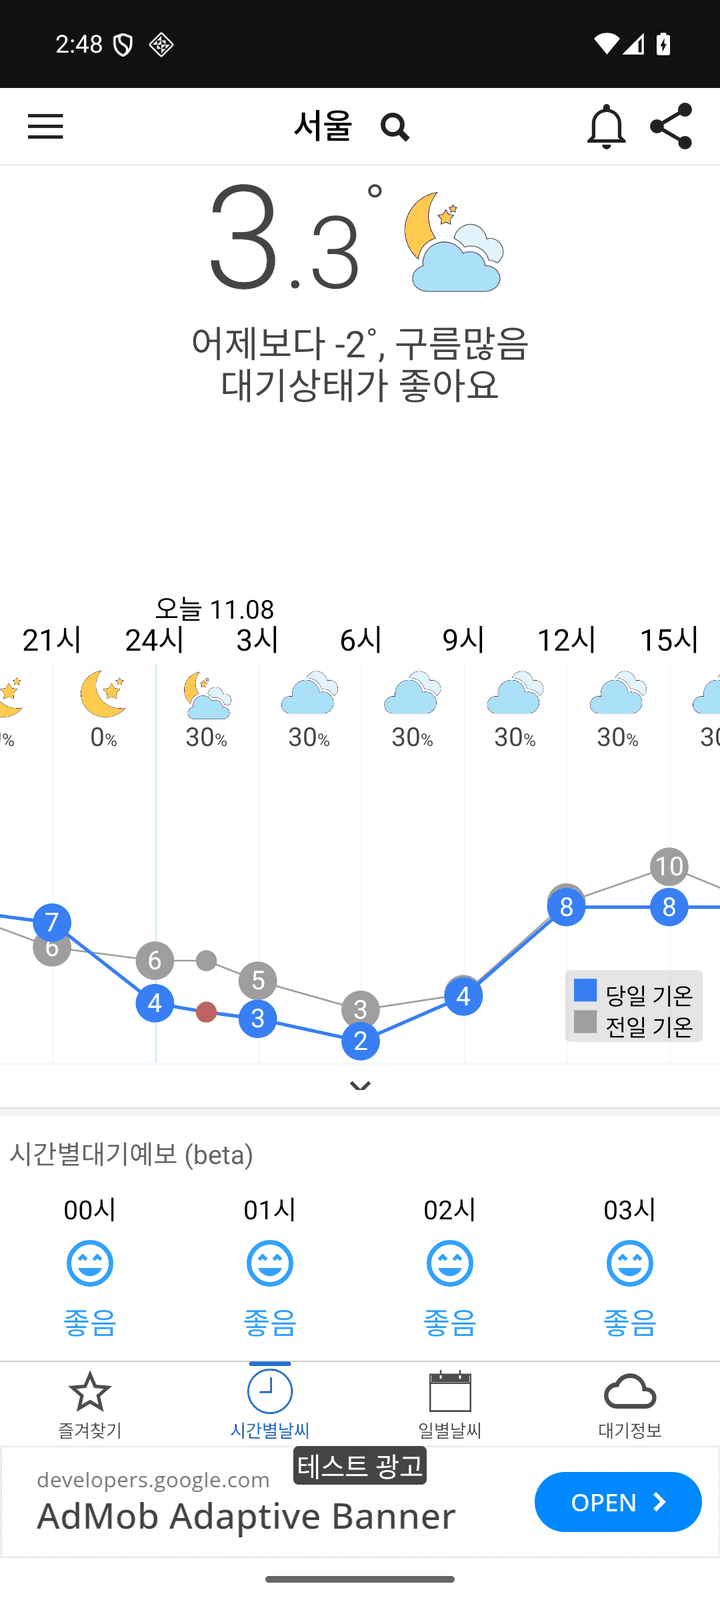 2:48
서울
3.3°
어제보다 -2°, 구름많음
대기상태가 좋아요
오늘 11.08
21시 24시 3시 6시 9시 12시 15시
% 0% 30% 30% 30% 30% 30% 30
10
7 6 6 5 3 8 8
4 3 2 4
당일 기온
전일 기온
시간별대기예보 (beta)
00시 01시 02시 03시
좋음 좋음 좋음 좋음
즐겨찾기 시간별날씨 일별날씨 대기정보
테스트 광고
developers.google.com
AdMob Adaptive Banner
OPEN